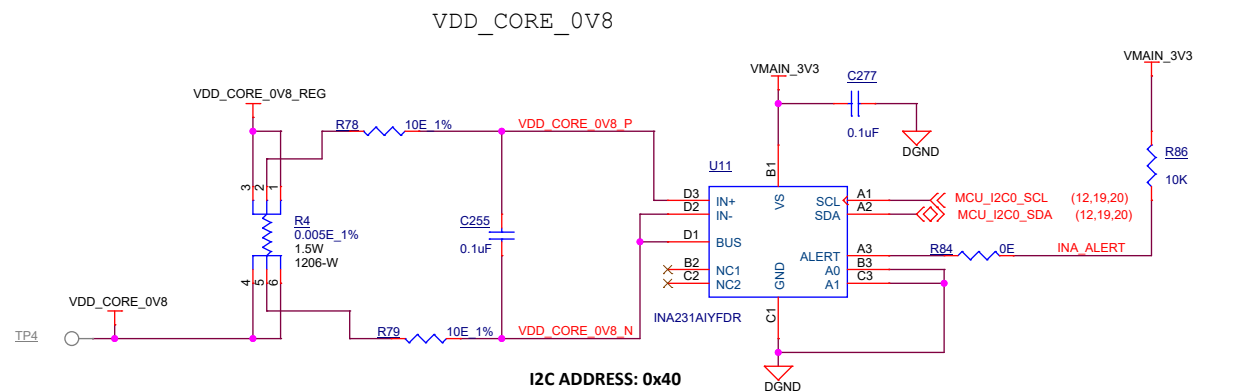 VDD_CORE_0V8
VMAIN_3V3
VMAIN_3V3
C277
VDD_CORE_0V8_REG
0.1uF
DGND
R78
10E_1%
VDD_CORE_0V8_P
R86
10K
U11
B1
VS
3
2
1
D3
IN+
SCL
A1
MCU_I2C0_SCL
(12,19,20)
D2
IN-
SDA
A2
MCU_I2C0_SDA
(12,19,20)
R4
0.005E_1%
1.5W
1206-W
C255
0.1uF
D1
BUS
ALERT
A3
R84
0E
INA_ALERT
B2
NC1
A0
B3
C2
NC2
A1
C3
GND
4
5
6
VDD_CORE_0V8
INA231AIYFDR
C1
TP4
R79
10E_1%
VDD_CORE_0V8_N
I2C ADDRESS: 0x40
DGND